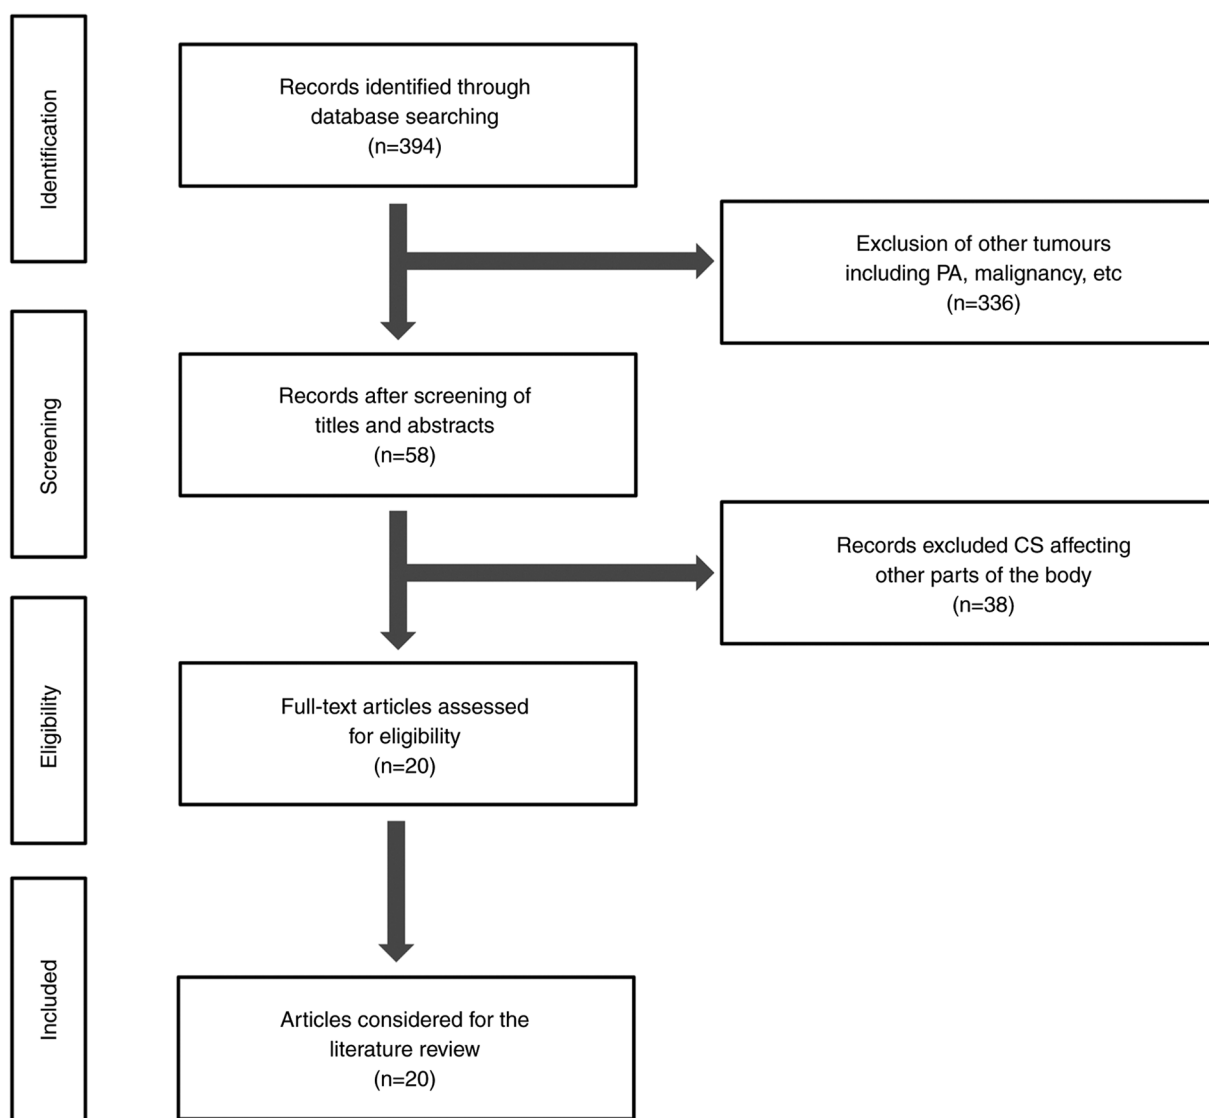 Identification
Records identified through
database searching
(n=394)
Exclusion of other tumours
including PA, malignancy, etc
(n=336)
Screening
Records after screening of
titles and abstracts
(n=58)
Records excluded CS affecting
other parts of the body
(n=38)
Eligibility
Full-text articles assessed
for eligibility
(n=20)
Included
Articles considered for the
literature review
(n=20)